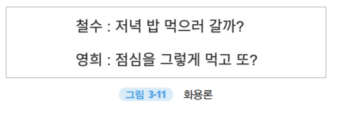 철수 : 저녁 밥 먹으러 갈까?
영희 : 점심을 그렇게 먹고 또?
그림 3-11 화용론